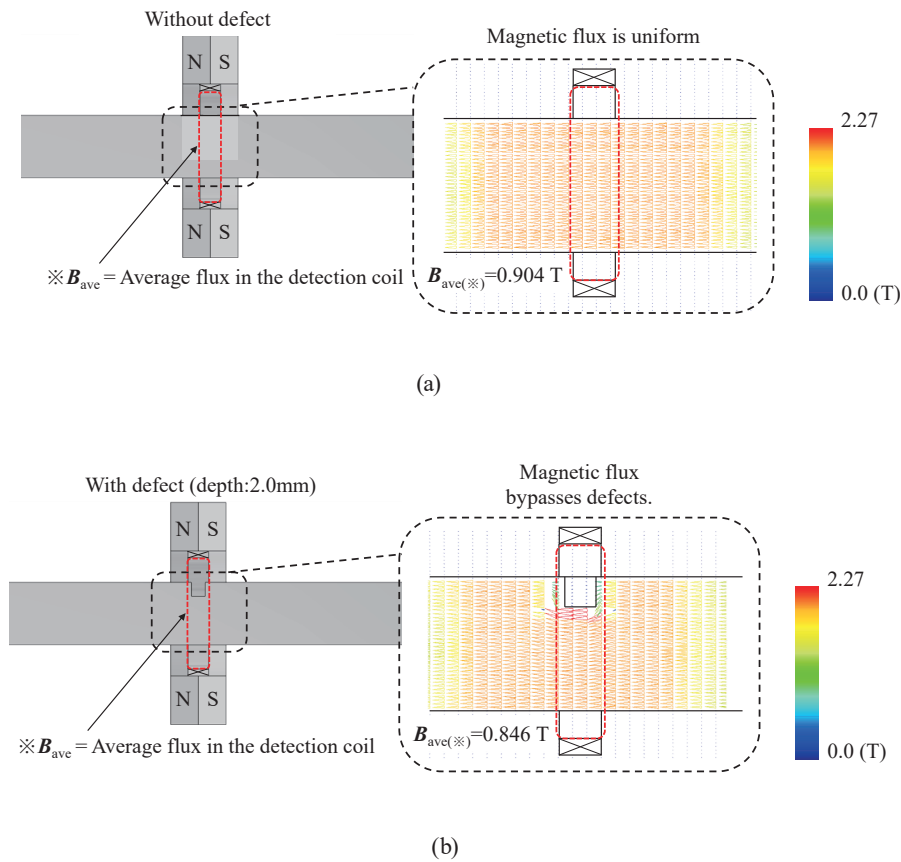 Without defect
N S
N S
※Bave = Average flux in the detection coil
Magnetic flux is uniform
Bave(※)=0.904 T
2.27
0.0 (T)
(a)
With defect (depth:2.0mm)
N S
N S
※Bave = Average flux in the detection coil
Magnetic flux
bypasses defects.
Bave(※)=0.846 T
2.27
0.0 (T)
(b)